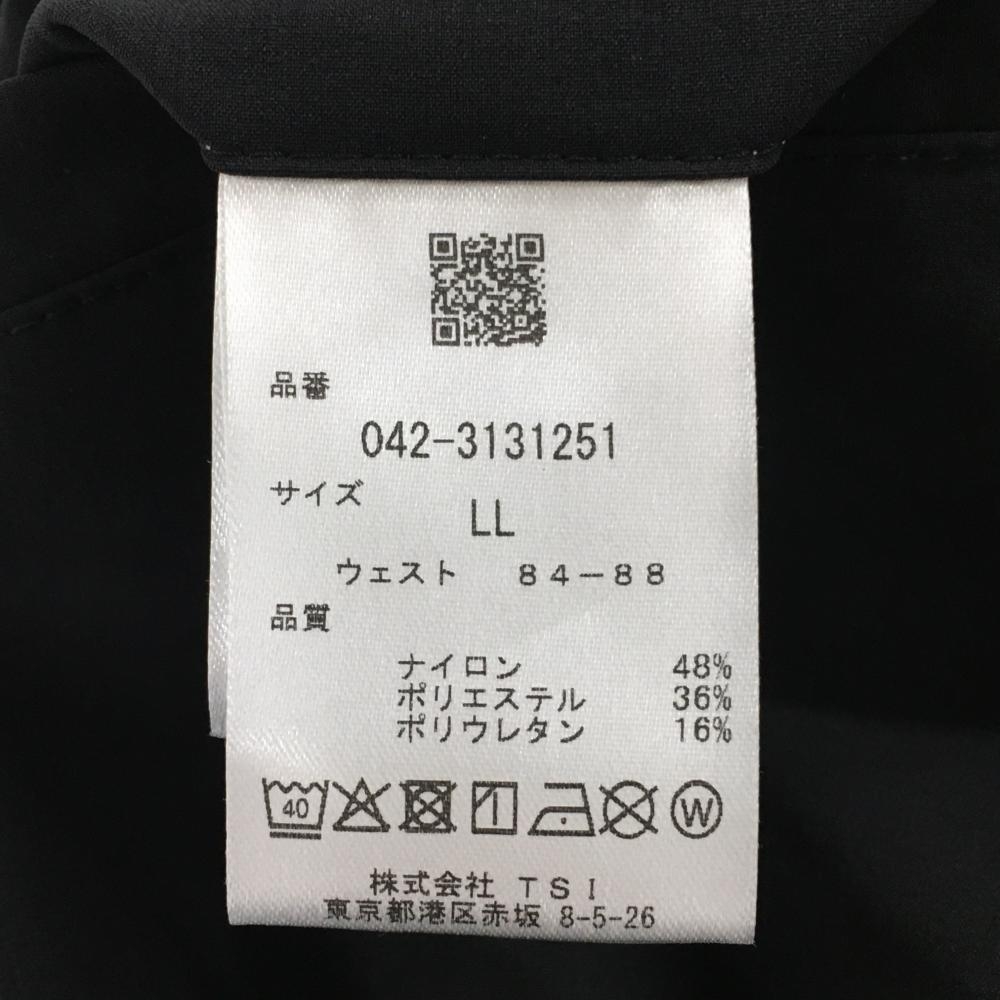 品番
042-3131251
サイズ
LL
ウェスト 84-88
品質
ナイロン 48%
ポリエステル 36%
ポリウレタン 16%
40 W
株式会社 TSI
東京都港区赤坂 8-5-26